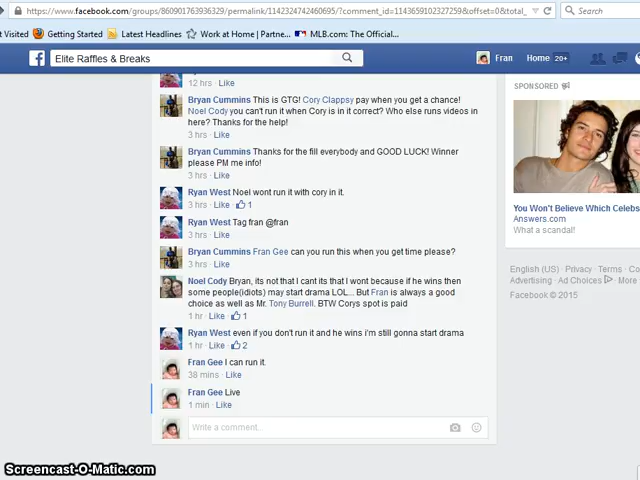 https://www.facebook.com/groups/860901763936329/permalink/1142324742460695/?comment_id=1143659102327259&offset=0&total_
Search
t Visited Getting Started Latest Headlines Work at Home | Partne... MLB.com: The Official...
Elite Raffles & Breaks
Fran Home 20+
12 hrs · Like
Bryan Cummins This is GTG! Cory Clappsy pay when you get a chance!
Noel Cody you can't run it when Cory is in it correct? Who else runs videos in
here? Thanks for the help!
3 hrs · Like
Bryan Cummins Thanks for the fill everybody and GOOD LUCK! Winner
please PM me info!
3 hrs · Like
Ryan West Noel wont run it with cory in it.
3 hrs · Like · 1
Ryan West Tag fran @fran
3 hrs · Like
Bryan Cummins Fran Gee can you run this when you get time please?
3 hrs · Like
Noel Cody Bryan, its not that I cant its that I wont because if he wins then
some people(idiots) may start drama LOL... But Fran is always a good
choice as well as Mr. Tony Burrell. BTW Corys spot is paid
1 hr · Like · 1
Ryan West even if you don't run it and he wins i'm still gonna start drama
1 hr · Like · 2
Fran Gee I can run it.
38 mins · Like
Fran Gee Live
1 min · Like
Write a comment...
SPONSORED
You Won't Believe Which Celebs
Answers.com
What a scandal!
English (US) · Privacy · Terms · Co
Advertising · Ad Choices · More
Facebook © 2015
Screencast-O-Matic.com